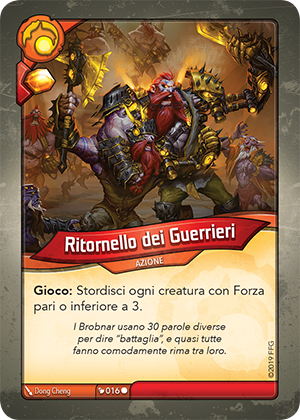 Ritornello dei Guerrieri
AZIONE
Gioco: Stordisci ogni creatura con Forza
pari o inferiore a 3.
I Brobnar usano 30 parole diverse
per dire “battaglia”, e quasi tutte
fanno comodamente rima tra loro.
©2019 FFG
Dong Cheng
016